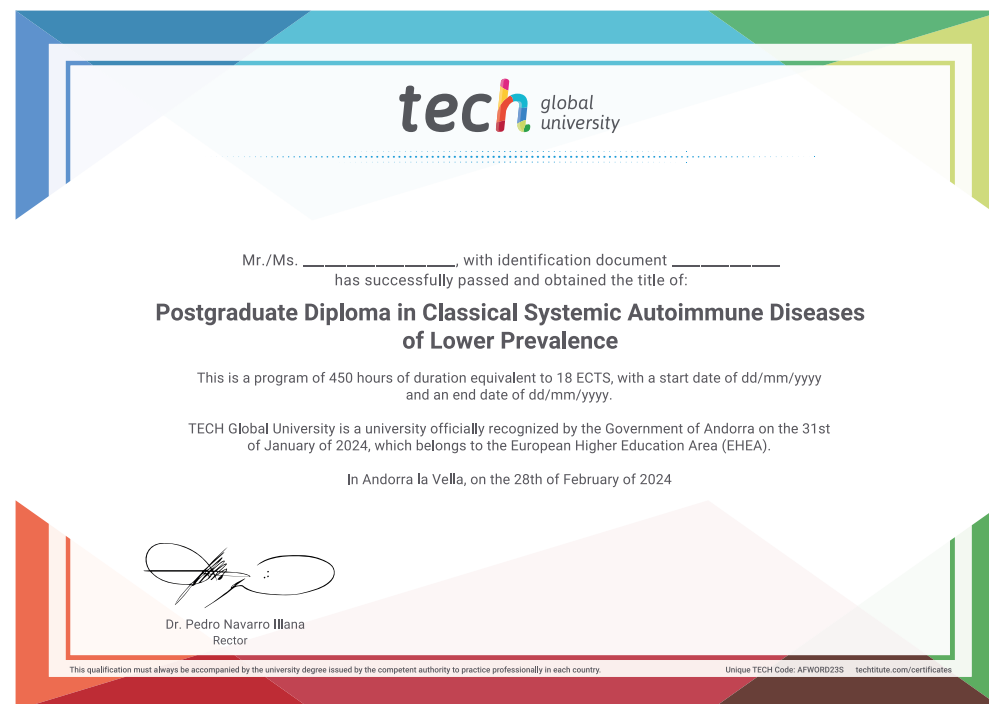 tech global university
Mr./Ms. ______________, with identification document __________
has successfully passed and obtained the title of:
Postgraduate Diploma in Classical Systemic Autoimmune Diseases
of Lower Prevalence
This is a program of 450 hours of duration equivalent to 18 ECTS, with a start date of dd/mm/yyyy
and an end date of dd/mm/yyyy.
TECH Global University is a university officially recognized by the Government of Andorra on the 31st
of January of 2024, which belongs to the European Higher Education Area (EHEA).
In Andorra la Vella, on the 28th of February of 2024
Dr. Pedro Navarro Illana
Rector
This qualification must always be accompanied by the university degree issued by the competent authority to practice professionally in each country.
Unique TECH Code: AFWORD23S techtitute.com/certificates